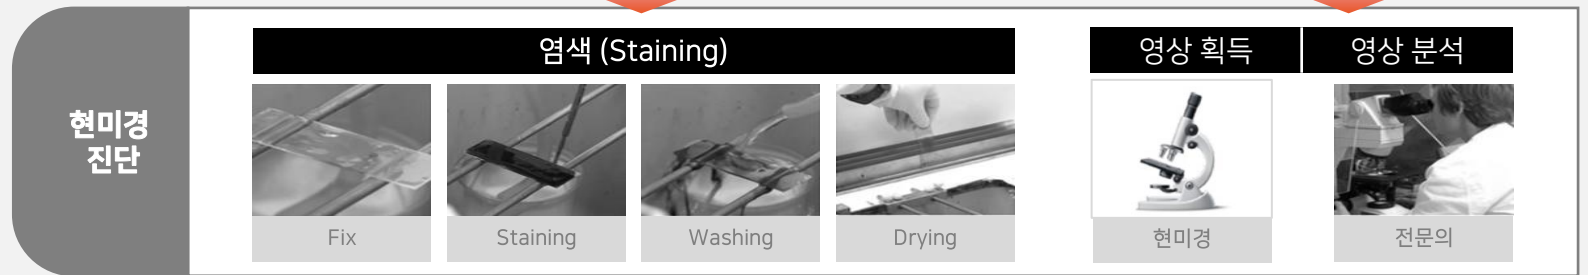 현미경
진단
염색 (Staining)
영상 획득
영상 분석
Fix
Staining
Washing
Drying
현미경
전문의